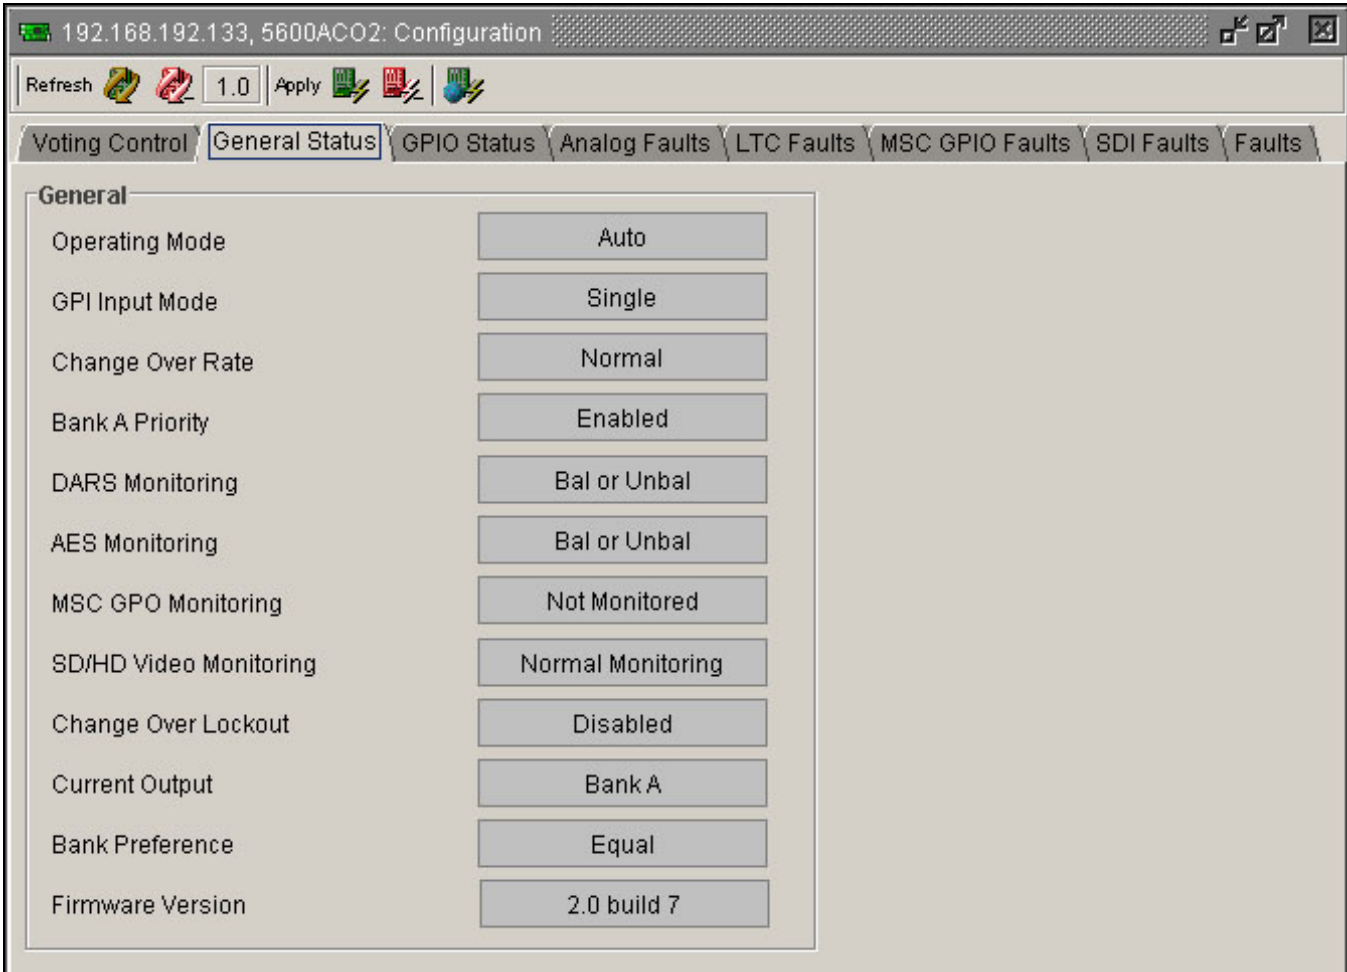 192.168.192.133, 5600ACO2: Configuration
Refresh 1.0 Apply
Voting Control General Status GPIO Status Analog Faults LTC Faults MSC GPIO Faults SDI Faults Faults
General
Operating Mode Auto
GPI Input Mode Single
Change Over Rate Normal
Bank A Priority Enabled
DARS Monitoring Bal or Unbal
AES Monitoring Bal or Unbal
MSC GPO Monitoring Not Monitored
SD/HD Video Monitoring Normal Monitoring
Change Over Lockout Disabled
Current Output Bank A
Bank Preference Equal
Firmware Version 2.0 build 7